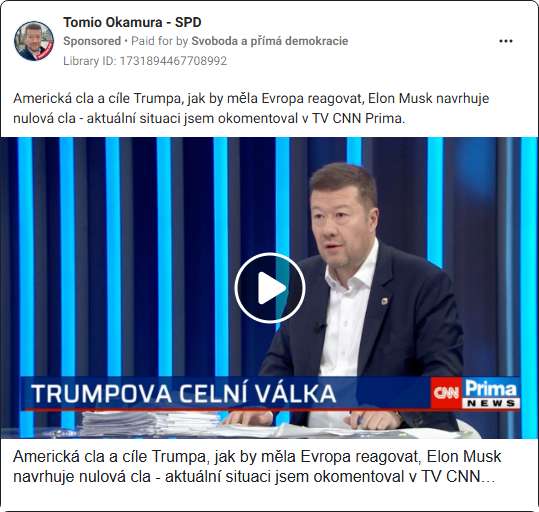 Tomio Okamura - SPD
Sponsored • Paid for by Svoboda a přímá demokracie
Library ID: 1731894467708992
Americká cla a cíle Trumpa, jak by měla Evropa reagovat, Elon Musk navrhuje
nulová cla - aktuální situaci jsem okomentoval v TV CNN Prima.
TRUMPOVA CELNÍ VÁLKA
CNN Prima
NEWS
Americká cla a cíle Trumpa, jak by měla Evropa reagovat, Elon Musk
navrhuje nulová cla - aktuální situaci jsem okomentoval v TV CNN...